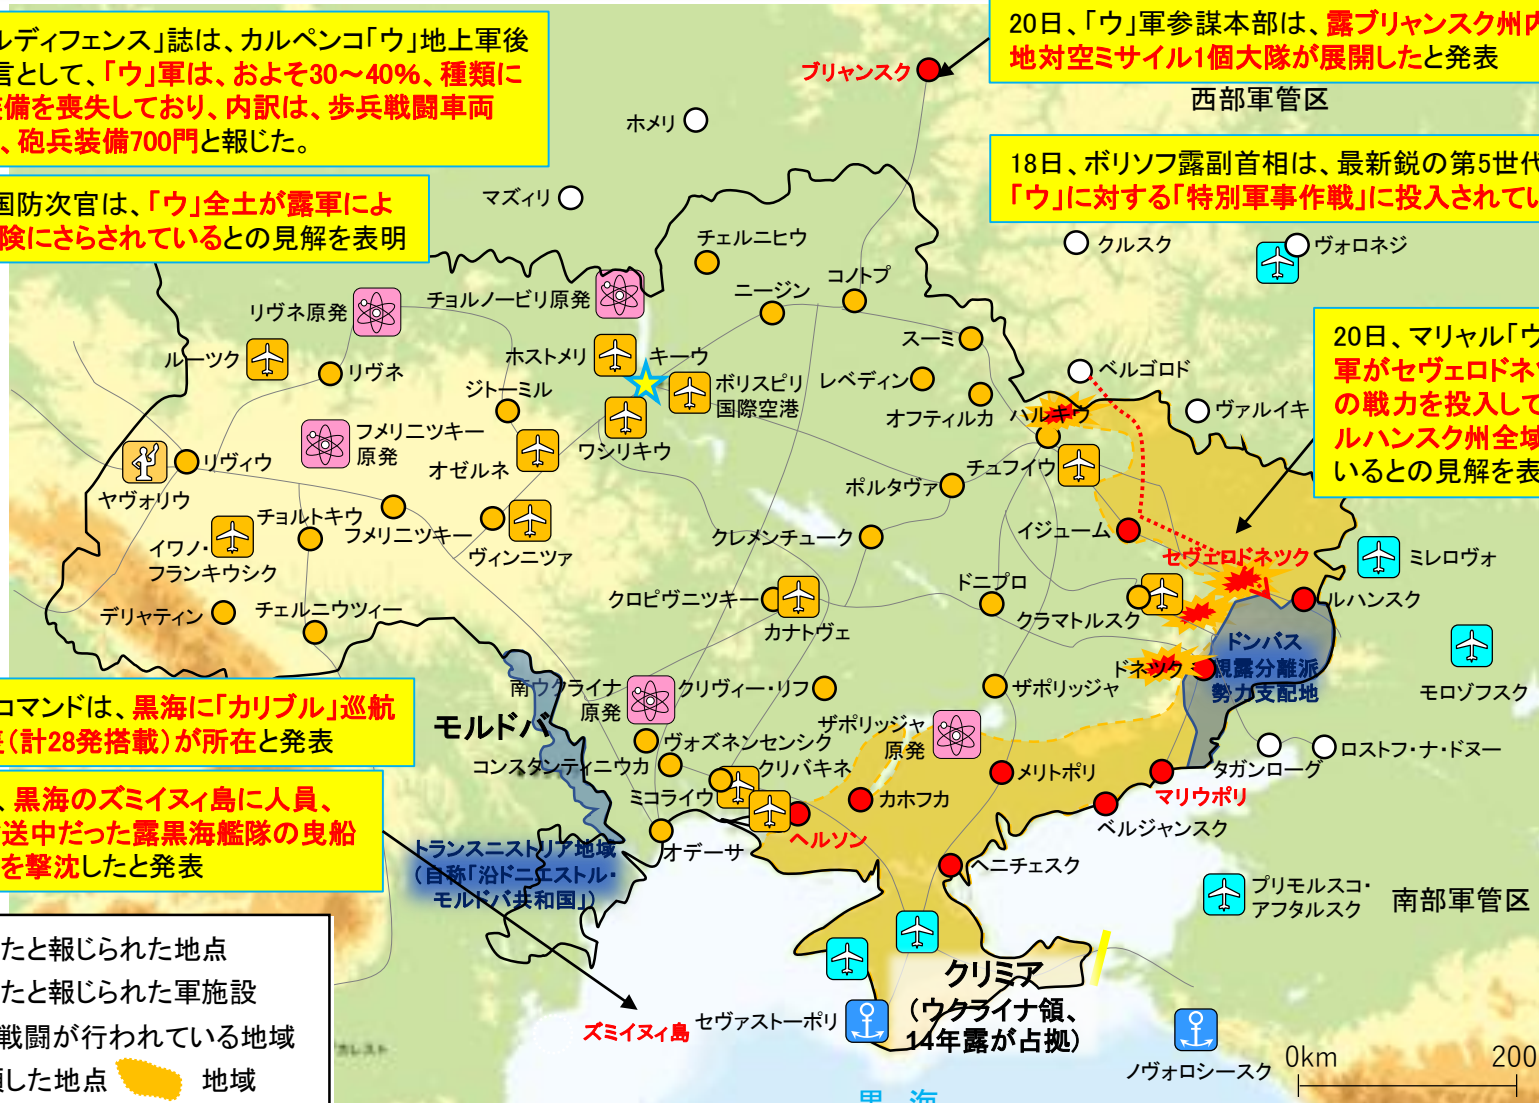 ルディフェンス」誌は、カルペンコ「ウ」地上軍後
言として、「ウ」軍は、およそ30～40%、種類に
装備を喪失しており、内訳は、歩兵戦闘車両
、砲兵装備700門と報じた。
国防次官は、「ウ」全土が露軍によ
険にさらされているとの見解を表明
20日、「ウ」軍参謀本部は、露ブリャンスク州内
地対空ミサイル1個大隊が展開したと発表
西部軍管区
18日、ボリソフ露副首相は、最新鋭の第5世代
「ウ」に対する「特別軍事作戦」に投入されてい
20日、マリャル「ウ
軍がセヴェロドネツ
の戦力を投入して
ルハンスク州全域
いるとの見解を表
ブリャンスク
ホメリ
マズィリ
クルスク
ヴォロネジ
チェルニヒウ
コノトプ
ニージン
チョルノービリ原発
リヴネ原発
スーミ
ルーツク
リヴネ
ホストメリ
キーウ
ボリスピリ
国際空港
レベディン
オフティルカ
ベルゴロド
ハルキウ
ヴァルイキ
ジトーミル
フメリニツキー
原発
オゼルネ
ワシリキウ
リヴィウ
ヤヴォリウ
ポルタヴァ
チュフイウ
チョルトキウ
フメリニツキー
ヴィンニツァ
イワノ・
フランキウシク
クレメンチューク
イジューム
セヴェロドネツク
ミレロヴォ
デリャティン
チェルニウツィー
クロピヴニツキー
カナトヴェ
ドニプロ
クラマトルスク
ルハンスク
ドンバス
親露分離派
勢力支配地
ドネツク
モロゾフスク
南ウクライナ
原発
クリヴィー・リフ
ザポリッジャ
ザポリッジャ
原発
モルドバ
ヴォズネンセンシク
コンスタンティニウカ
クリバキネ
ミコライウ
メリトポリ
カホフカ
マリウポリ
ベルジャンスク
タガンローグ
ロストフ・ナ・ドヌー
コマンドは、黒海に「カリブル」巡航
(計28発搭載)が所在と発表
、黒海のズミイヌィ島に人員、
送中だった露黒海艦隊の曳船
を撃沈したと発表
トランスニストリア地域
(自称「沿ドニエストル・
モルドバ共和国」)
オデーサ
ヘルソン
ヘニチェスク
プリモルスコ・
アフタルスク
南部軍管区
クリミア
(ウクライナ領、
14年露が占拠)
セヴァストーポリ
ズミイヌィ島
ノヴォロシースク
黒 海
0km 200
たと報じられた地点
たと報じられた軍施設
戦闘が行われている地域
した地点 地域
カレスト